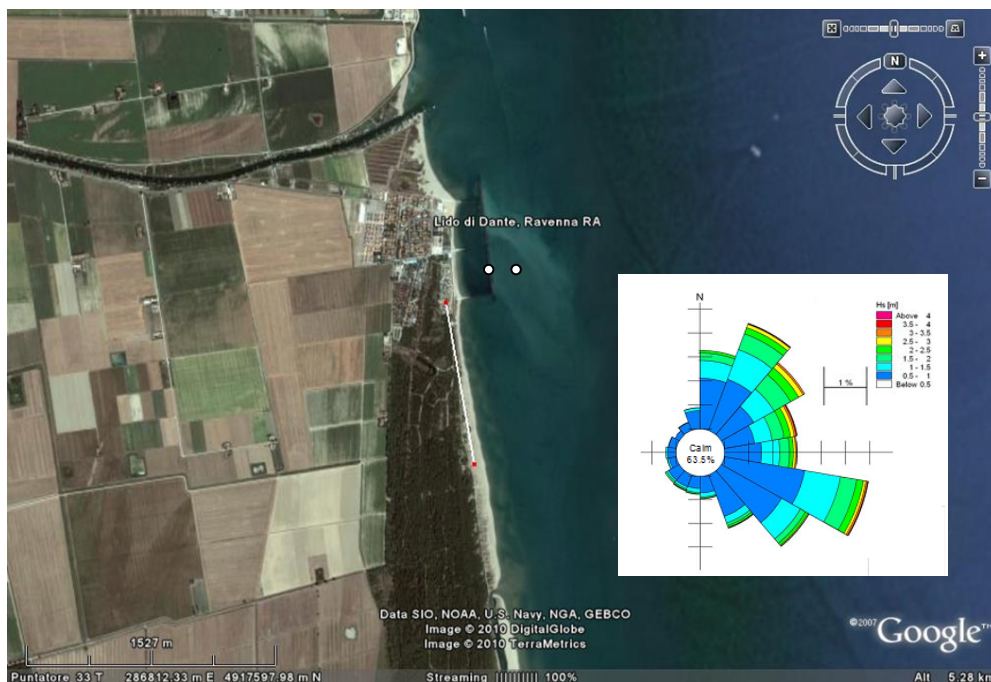 N
Lido di Dante, Ravenna RA
N
Hs [m]
Above 4
3.5 - 4
3 - 3.5
2.5 - 3
2 - 2.5
1.5 - 2
1 - 1.5
0.5 - 1
Below 0.5
1 %
Calm
63.5%
Data SIO, NOAA, U.S. Navy, NGA, GEBCO
Image © 2010 DigitalGlobe
Image © 2010 TerraMetrics
©2007 Google™
1527 m
Puntatore 33 T 286812.33 m E 4917597.98 m N
Streaming ||||||||| 100%
Alt 5.28 km